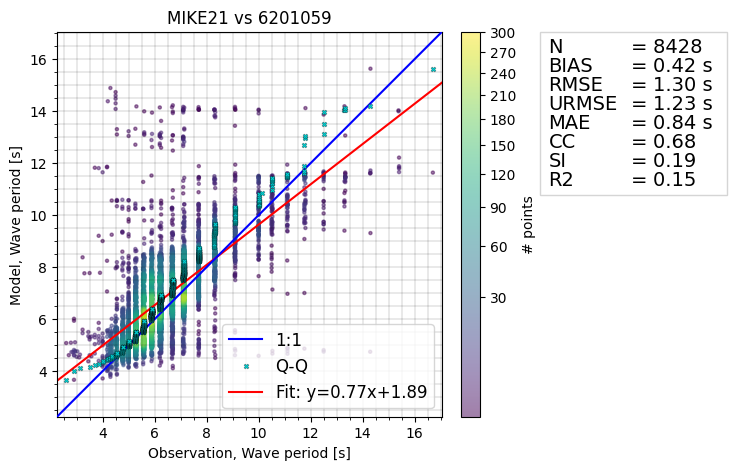 MIKE21 vs 6201059
Model, Wave period [s]
16
14
12
10
8
6
4
4 6 8 10 12 14 16
Observation, Wave period [s]
1:1
Q-Q
Fit: y=0.77x+1.89
300
270
240
210
180
150
120
90
60
30
# points
N = 8428
BIAS = 0.42 s
RMSE = 1.30 s
URMSE = 1.23 s
MAE = 0.84 s
CC = 0.68
SI = 0.19
R2 = 0.15